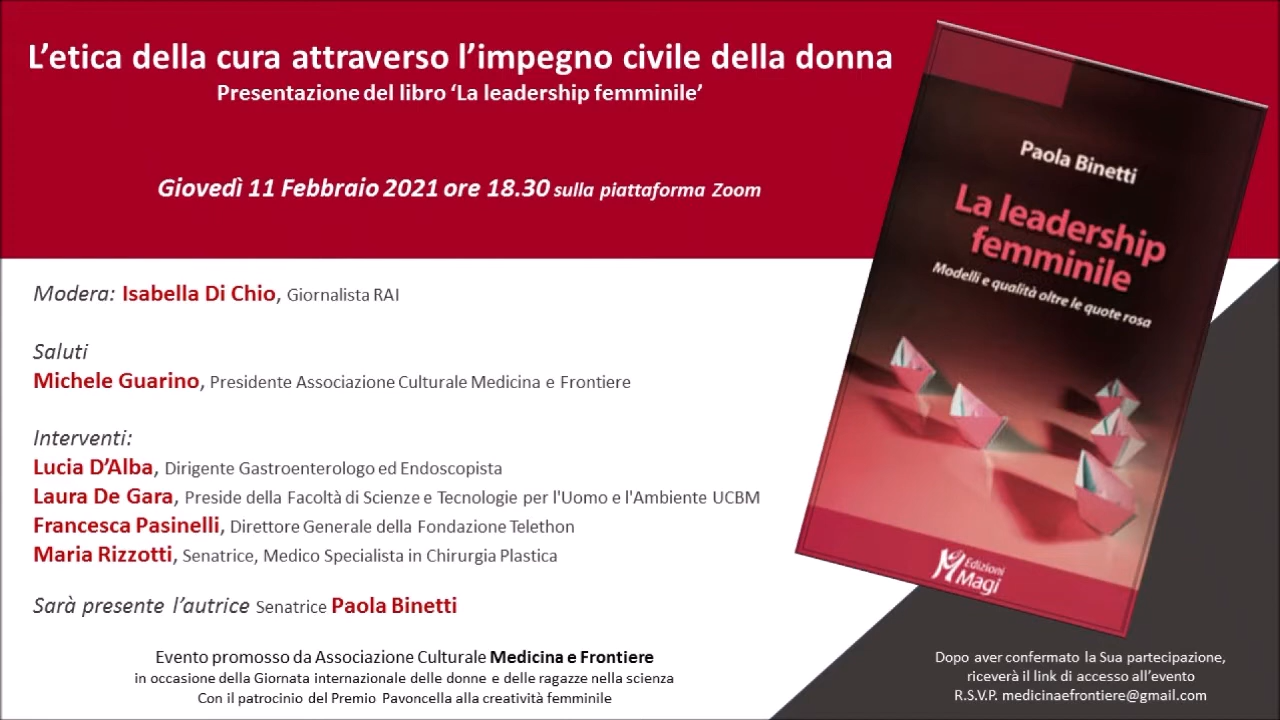 L’etica della cura attraverso l’impegno civile della donna
Presentazione del libro ‘La leadership femminile’
Giovedì 11 Febbraio 2021 ore 18.30 sulla piattaforma Zoom
Modera: Isabella Di Chio, Giornalista RAI
Saluti
Michele Guarino, Presidente Associazione Culturale Medicina e Frontiere
Interventi:
Lucia D’Alba, Dirigente Gastroenterologo ed Endoscopista
Laura De Gara, Preside della Facoltà di Scienze e Tecnologie per l'Uomo e l'Ambiente UCBM
Francesca Pasinelli, Direttore Generale della Fondazione Telethon
Maria Rizzotti, Senatrice, Medico Specialista in Chirurgia Plastica
Sarà presente l’autrice Senatrice Paola Binetti
Evento promosso da Associazione Culturale Medicina e Frontiere
in occasione della Giornata internazionale delle donne e delle ragazze nella scienza
Con il patrocinio del Premio Pavoncella alla creatività femminile
Paola Binetti
La leadership
femminile
Modelli e qualità oltre le quote rosa
Edizioni
Magi
Dopo aver confermato la Sua partecipazione,
riceverà il link di accesso all’evento
R.S.V.P. medicinaefrontiere@gmail.com